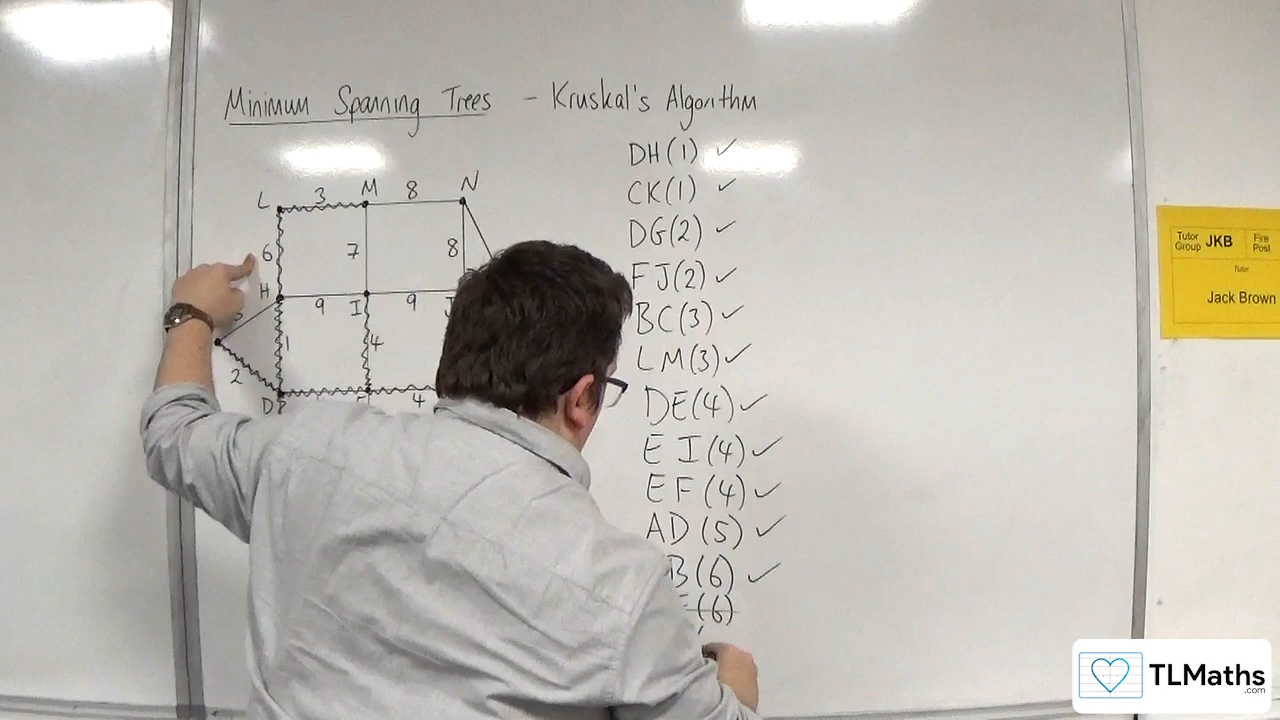 Minimum Spanning Trees - Kruskal's Algorithm
DH(1) ✓
CK(1) ✓
DG(2) ✓
FJ(2) ✓
BC(3) ✓
LM(3) ✓
DE(4) ✓
EI(4) ✓
EF(4) ✓
AD(5) ✓
B(6) ✓
(6)
L 3 M 8 N
6 7 8
H 9 I 9
1 4
2
D 4
Tutor Group JKB Fire Post
Tutor
Jack Brown
TLMaths
.com